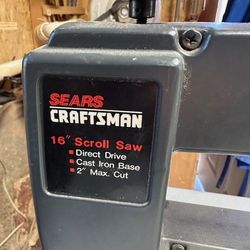 SEARS
CRAFTSMAN
16" Scroll Saw
■ Direct Drive
■ Cast Iron Base
■ 2" Max. Cut